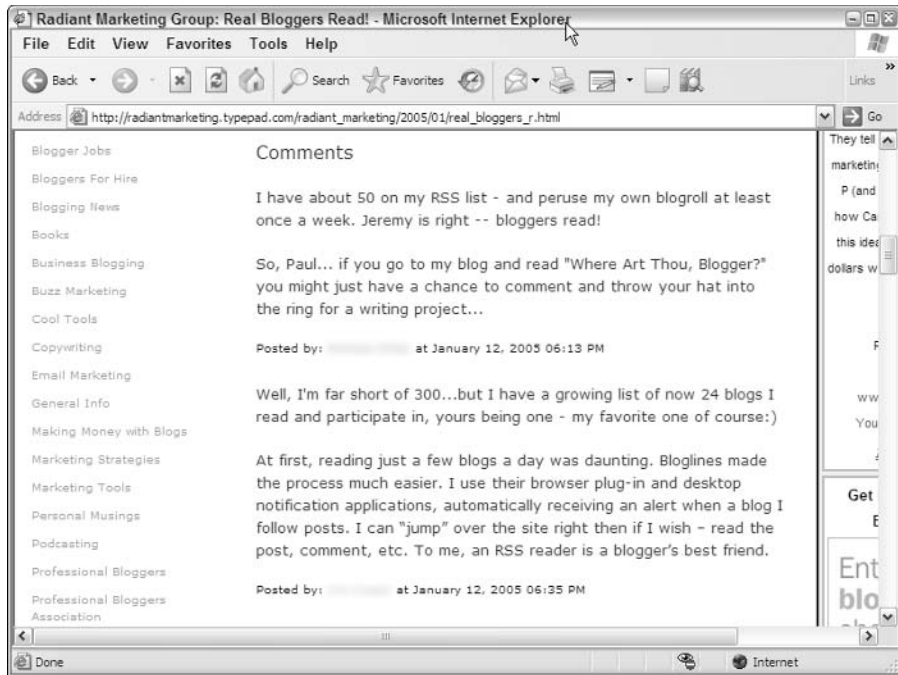 Radiant Marketing Group: Real Bloggers Read! - Microsoft Internet Explorer
File Edit View Favorites Tools Help
Back Search Favorites Links »
Address http://radiantmarketing.typepad.com/radiant_marketing/2005/01/real_bloggers_r.html Go
Blogger Jobs
Bloggers For Hire
Blogging News
Books
Business Blogging
Buzz Marketing
Cool Tools
Copywriting
Email Marketing
General Info
Making Money with Blogs
Marketing Strategies
Marketing Tools
Personal Musings
Podcasting
Professional Bloggers
Professional Bloggers
Association
Comments
I have about 50 on my RSS list - and peruse my own blogroll at least
once a week. Jeremy is right -- bloggers read!
So, Paul... if you go to my blog and read "Where Art Thou, Blogger?"
you might just have a chance to comment and throw your hat into
the ring for a writing project...
Posted by: at January 12, 2005 06:13 PM
Well, I'm far short of 300...but I have a growing list of now 24 blogs I
read and participate in, yours being one - my favorite one of course:)
At first, reading just a few blogs a day was daunting. Bloglines made
the process much easier. I use their browser plug-in and desktop
notification applications, automatically receiving an alert when a blog I
follow posts. I can “jump” over the site right then if I wish – read the
post, comment, etc. To me, an RSS reader is a blogger’s best friend.
Posted by: at January 12, 2005 06:35 PM
They tell
marketin
P (and
how Ca
this idea
dollars w
ww
You
Get
Ent
blo
Done Internet